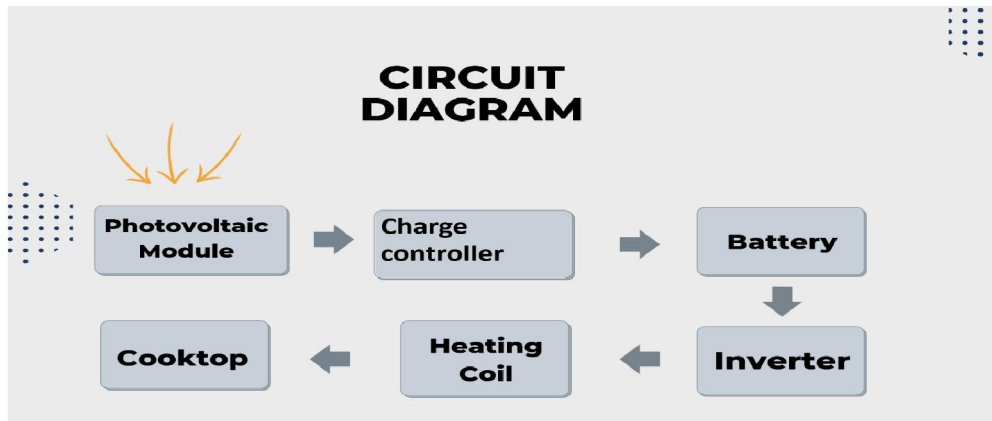 CIRCUIT
DIAGRAM
Photovoltaic
Module
Charge
controller
Battery
Cooktop
Heating
Coil
Inverter